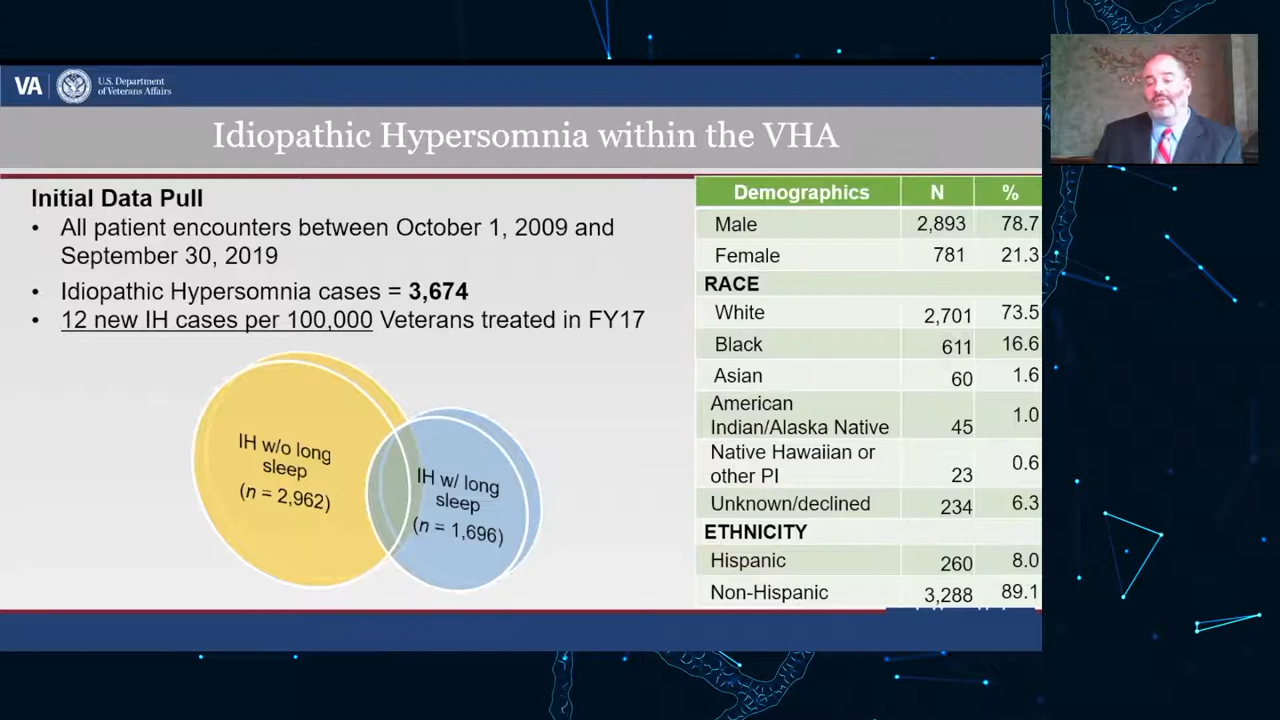 VA
U.S. Department
of Veterans Affairs
Idiopathic Hypersomnia within the VHA
Initial Data Pull
• All patient encounters between October 1, 2009 and
September 30, 2019
• Idiopathic Hypersomnia cases = 3,674
• 12 new IH cases per 100,000 Veterans treated in FY17
IH w/o long
sleep
(n = 2,962)
IH w/ long
sleep
(n = 1,696)
Demographics N %
Male 2,893 78.7
Female 781 21.3
RACE
White 2,701 73.5
Black 611 16.6
Asian 60 1.6
American
Indian/Alaska Native 45 1.0
Native Hawaiian or
other PI 23 0.6
Unknown/declined 234 6.3
ETHNICITY
Hispanic 260 8.0
Non-Hispanic 3,288 89.1